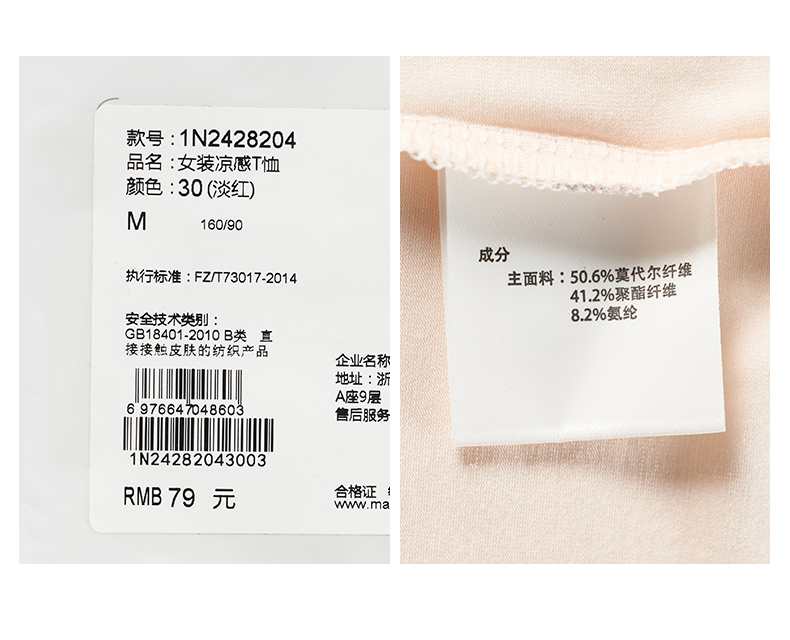 款号：1N2428204
品名：女装凉感T恤
颜色：30(淡红)
M 160/90
执行标准：FZ/T73017-2014
安全技术类别：
GB18401-2010 B类 直
接接触皮肤的纺织产品
6 976647048603
1N24282043003
RMB 79 元
企业名称
地址：浙
A座9层
售后服务
合格证
www.ma
成分
主面料：50.6%莫代尔纤维
41.2%聚酯纤维
8.2%氨纶